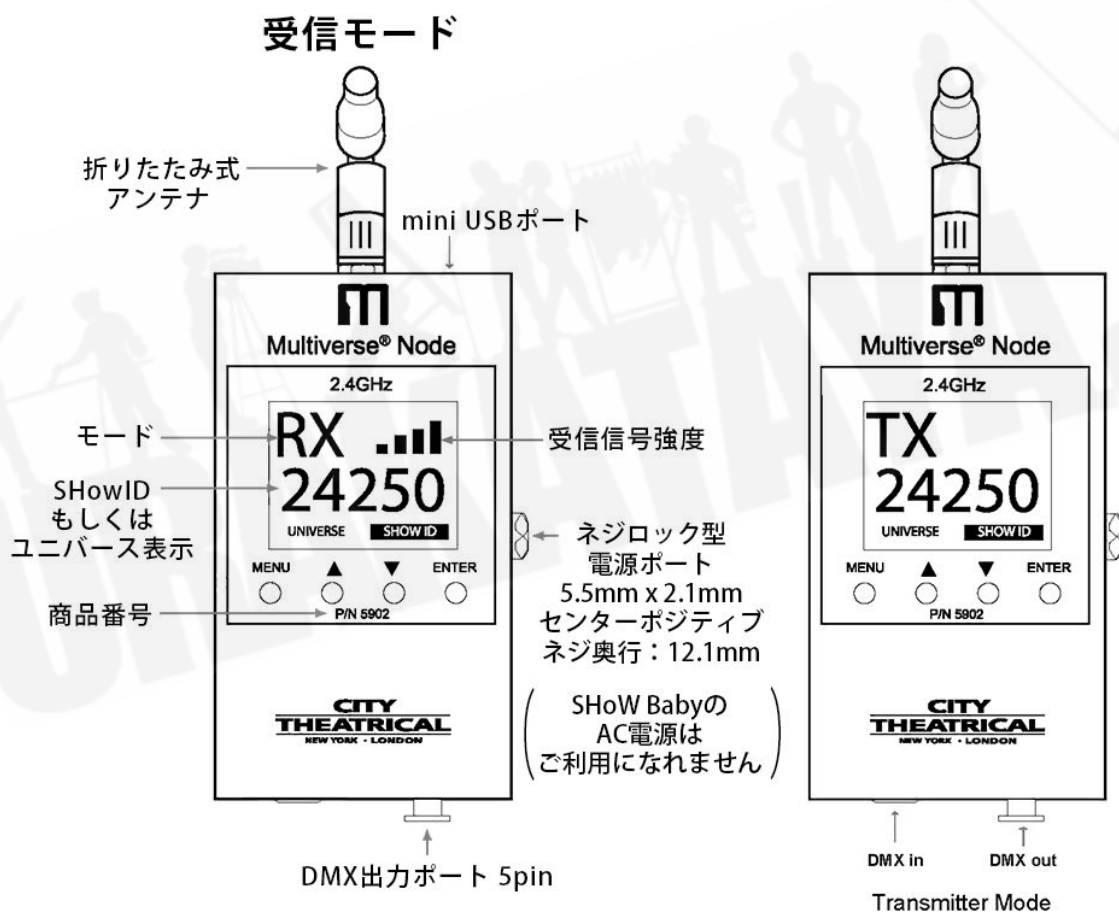 受信モード
折りたたみ式
アンテナ
mini USBポート
Multiverse® Node
2.4GHz
モード
RX
受信信号強度
SHowID
もしくは
ユニバース表示
24250
UNIVERSE
SHOW ID
MENU
▲
▼
ENTER
商品番号
P/N 5902
ネジロック型
電源ポート
5.5mm x 2.1mm
センターポジティブ
ネジ奥行：12.1mm
(SHoW Babyの
AC電源は
ご利用になれません)
CITY
THEATRICAL
NEW YORK • LONDON
DMX出力ポート 5pin
Multiverse® Node
2.4GHz
TX
24250
UNIVERSE
SHOW ID
MENU
▲
▼
ENTER
P/N 5902
CITY
THEATRICAL
NEW YORK • LONDON
DMX in
DMX out
Transmitter Mode